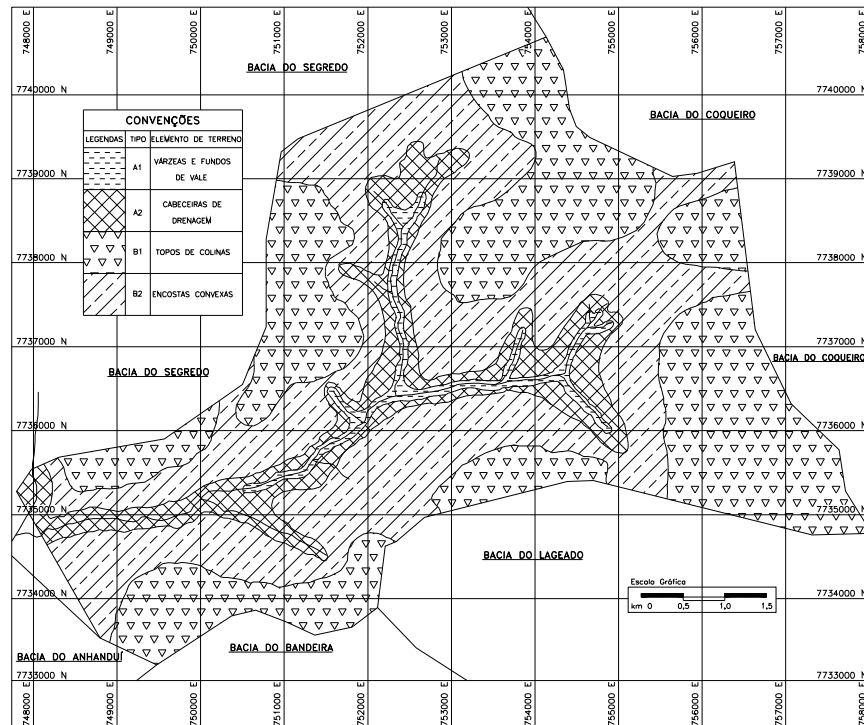 748000 E
749000 E
750000 E
751000 E
752000 E
753000 E
754000 E
755000 E
756000 E
757000 E
758000 E
BACIA DO SEGREDO
7740000 N
7740000 N
BACIA DO COQUEIRO
CONVENÇÕES
LEGENDAS TIPO ELEMENTO DE TERRENO
A1 VÁRZEAS E FUNDOS
DE VALE
A2 CABECEIRAS DE
DRENAGEM
B1 TOPOS DE COLINAS
B2 ENCOSTAS CONVEXAS
7739000 N
7739000 N
7738000 N
7738000 N
7737000 N
7737000 N
BACIA DO SEGREDO
BACIA DO COQUEIRO
7736000 N
7736000 N
7735000 N
7735000 N
BACIA DO LAGEADO
Escala Gráfica
km 0 0,5 1,0 1,5
7734000 N
7734000 N
BACIA DO ANHANDUÍ
BACIA DO BANDEIRA
7733000 N
7733000 N
748000 E
749000 E
750000 E
751000 E
752000 E
753000 E
754000 E
755000 E
756000 E
757000 E
758000 E